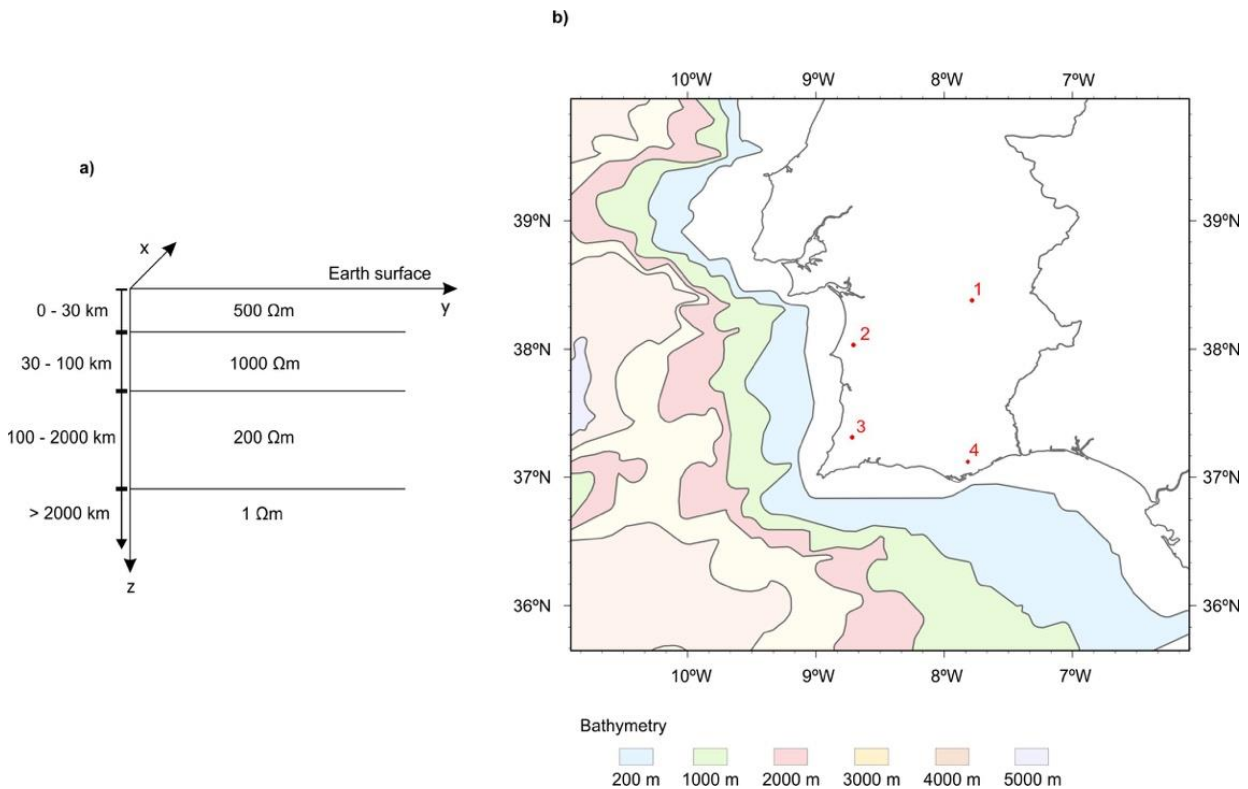 a)
x
Earth surface
y
0 - 30 km
500 Ωm
30 - 100 km
1000 Ωm
100 - 2000 km
200 Ωm
> 2000 km
1 Ωm
z
b)
10ºW 9ºW 8ºW 7ºW
39ºN 39ºN
38ºN 38ºN
37ºN 37ºN
36ºN 36ºN
1
2
3
4
10ºW 9ºW 8ºW 7ºW
Bathymetry
200 m 1000 m 2000 m 3000 m 4000 m 5000 m